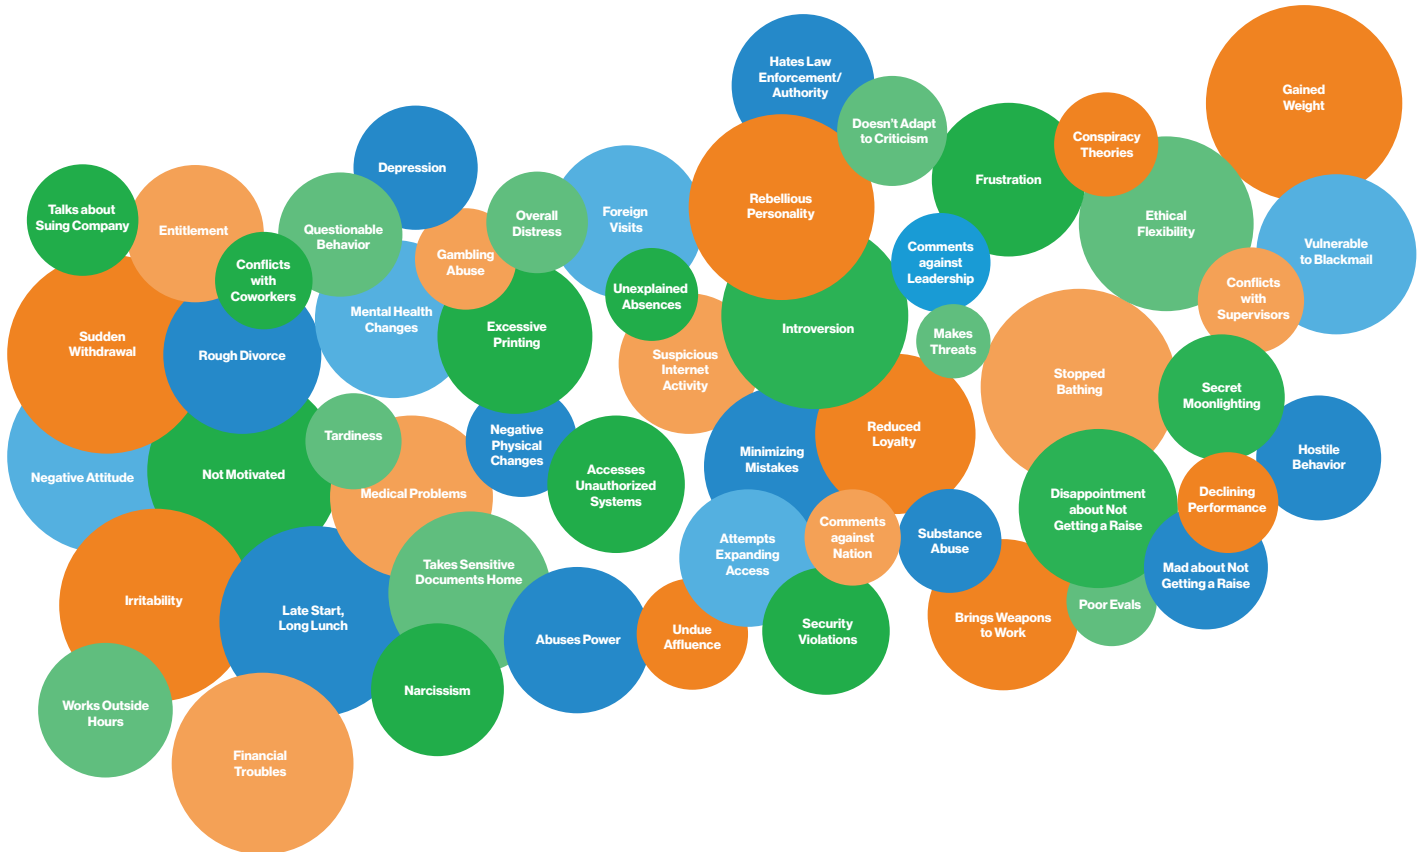 Hates Law
Enforcement/
Authority
Gained
Weight
Doesn't Adapt
to Criticism
Conspiracy
Theories
Depression
Frustration
Talks about
Suing Company
Entitlement
Questionable
Behavior
Overall
Distress
Foreign
Visits
Rebellious
Personality
Ethical
Flexibility
Vulnerable
to Blackmail
Conflicts
with
Coworkers
Gambling
Abuse
Comments
against
Leadership
Unexplained
Absences
Conflicts
with
Supervisors
Sudden
Withdrawal
Rough Divorce
Mental Health
Changes
Excessive
Printing
Introversion
Makes
Threats
Suspicious
Internet
Activity
Stopped
Bathing
Secret
Moonlighting
Tardiness
Negative
Physical
Changes
Reduced
Loyalty
Minimizing
Mistakes
Hostile
Behavior
Negative Attitude
Not Motivated
Medical Problems
Accesses
Unauthorized
Systems
Disappointment
about Not
Getting a Raise
Declining
Performance
Attempts
Expanding
Access
Comments
against
Nation
Substance
Abuse
Takes Sensitive
Documents Home
Mad about Not
Getting a Raise
Irritability
Late Start,
Long Lunch
Abuses Power
Undue
Affluence
Security
Violations
Brings Weapons
to Work
Poor Evals
Works Outside
Hours
Narcissism
Financial
Troubles